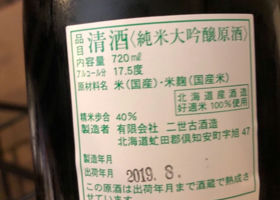 品目 清酒〈純米大吟醸原酒〉
内容量 720㎖
アルコール分 17.5度
原材料名 米(国産)・米麹(国産米)
北海道産酒造
好適米100%使用
精米歩合 40%
製造者 有限会社 二世古酒造
北海道虻田郡倶知安町字旭47
製造年月
出荷年月 2019. 8.
この原酒は出荷年月まで酒蔵で熟成さ